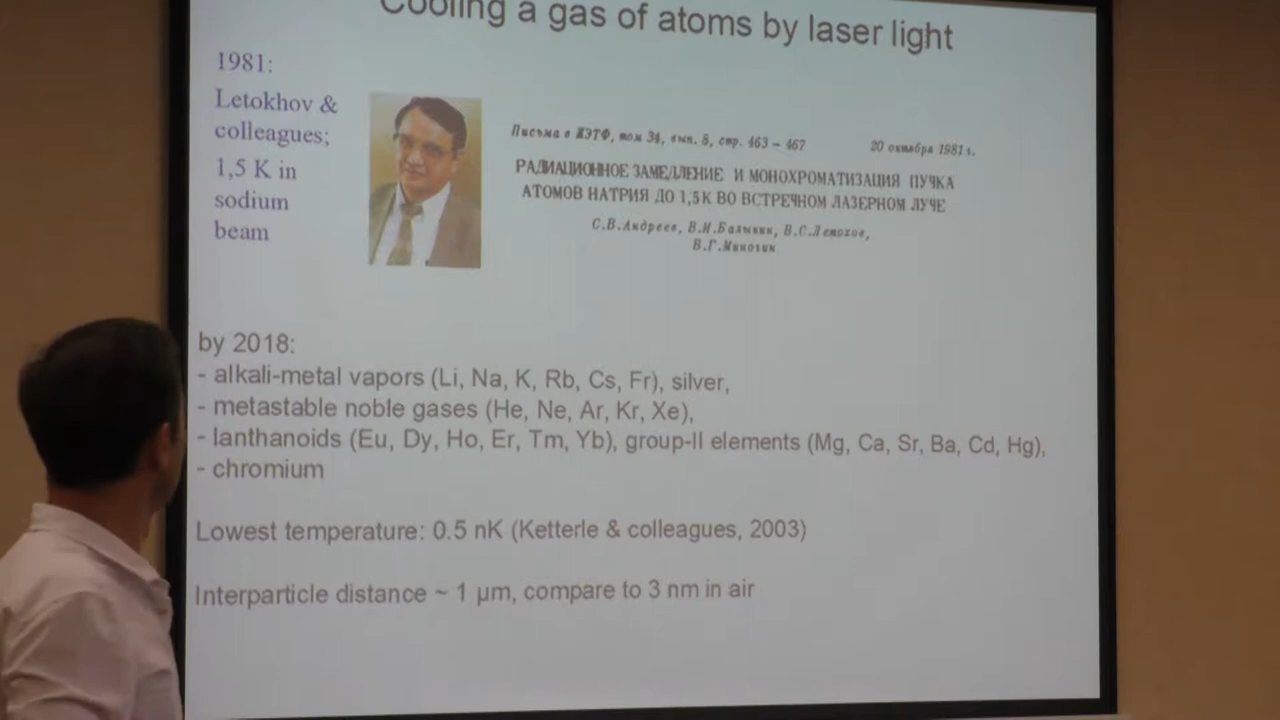 Cooling a gas of atoms by laser light
1981:
Letokhov &
colleagues;
1,5 K in
sodium
beam
Письма в ЖЭТФ, том 34, вып. 8, стр. 463 – 467
20 октября 1981 г.
РАДИАЦИОННОЕ ЗАМЕДЛЕНИЕ И МОНОХРОМАТИЗАЦИЯ ПУЧКА
АТОМОВ НАТРИЯ ДО 1,5 К ВО ВСТРЕЧНОМ ЛАЗЕРНОМ ЛУЧЕ
С.В.Андреев, В.И.Балыкин, В.С.Летохов,
В.Г.Миногин
by 2018:
- alkali-metal vapors (Li, Na, K, Rb, Cs, Fr), silver,
- metastable noble gases (He, Ne, Ar, Kr, Xe),
- lanthanoids (Eu, Dy, Ho, Er, Tm, Yb), group-II elements (Mg, Ca, Sr, Ba, Cd, Hg),
- chromium
Lowest temperature: 0.5 nK (Ketterle & colleagues, 2003)
Interparticle distance ~ 1 µm, compare to 3 nm in air